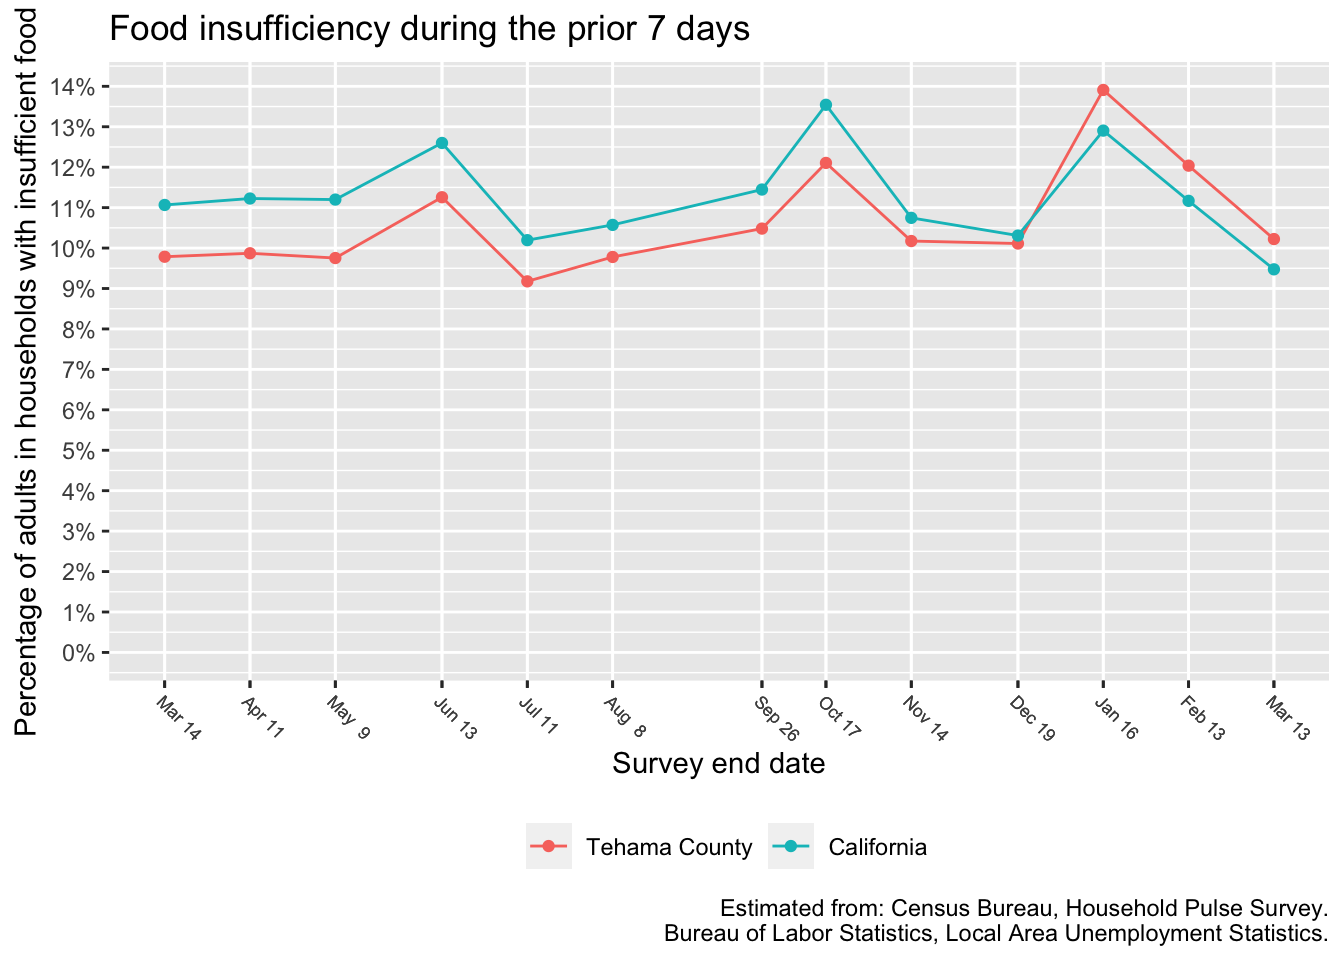 Food insufficiency during the prior 7 days
Percentage of adults in households with insufficient food
14%
13%
12%
11%
10%
9%
8%
7%
6%
5%
4%
3%
2%
1%
0%
Mar 14
Apr 11
May 9
Jun 13
Jul 11
Aug 8
Sep 26
Oct 17
Nov 14
Dec 19
Jan 16
Feb 13
Mar 13
Survey end date
Tehama County
California
Estimated from: Census Bureau, Household Pulse Survey.
Bureau of Labor Statistics, Local Area Unemployment Statistics.